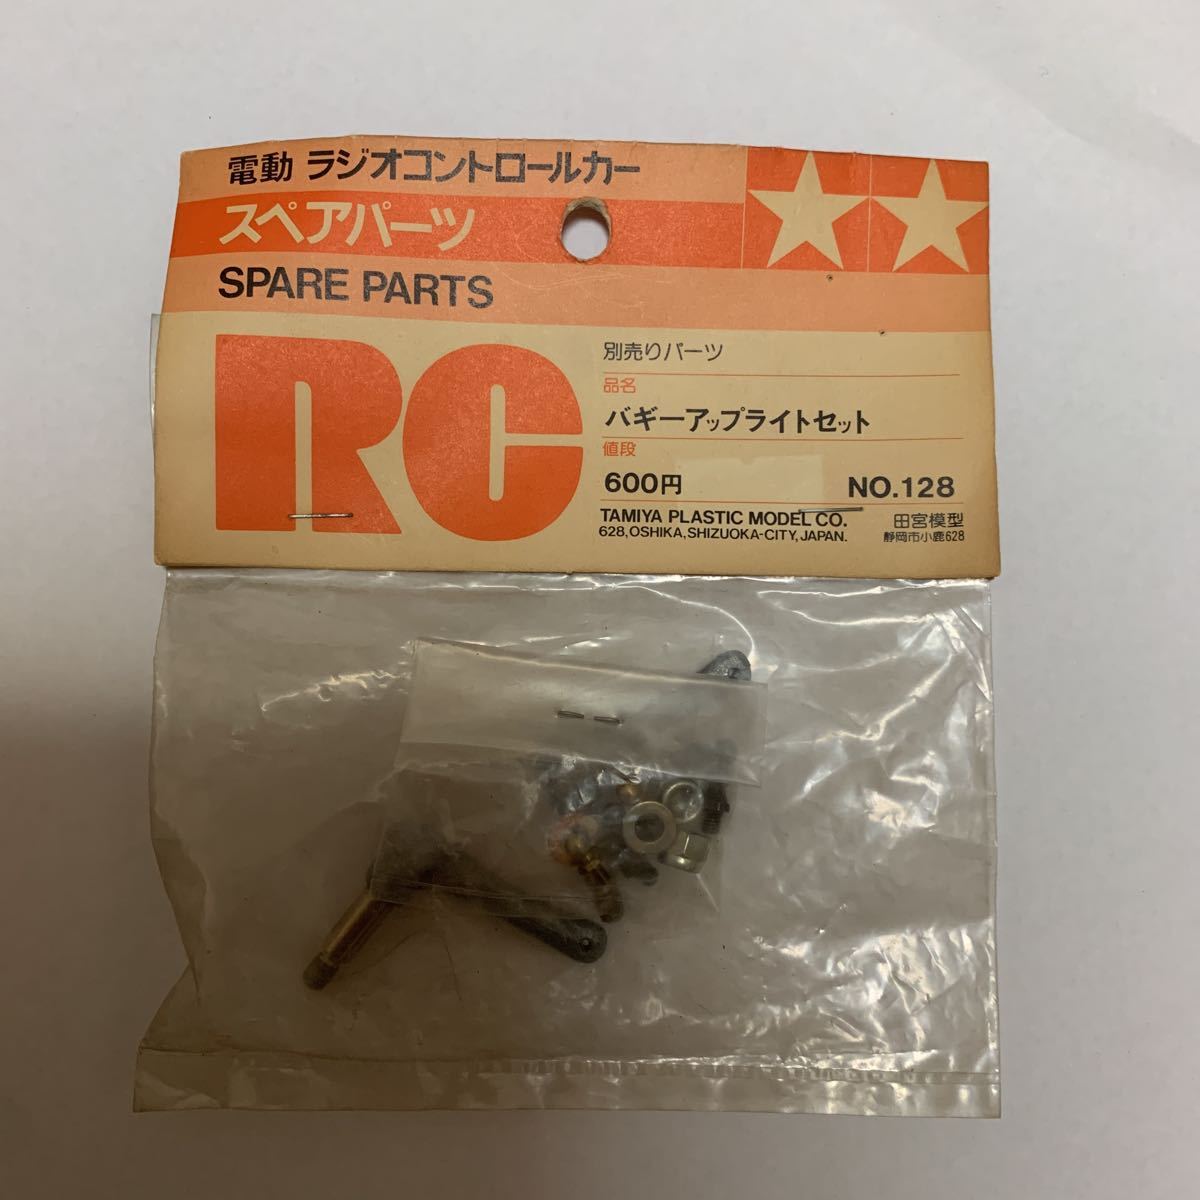 電動 ラジオコントロールカー
スペアパーツ
SPARE PARTS
RC
別売りパーツ
品名
バギーアップライトセット
値段
600円 NO.128
TAMIYA PLASTIC MODEL CO. 田宮模型
628, OSHIKA, SHIZUOKA-CITY, JAPAN. 静岡市小鹿628